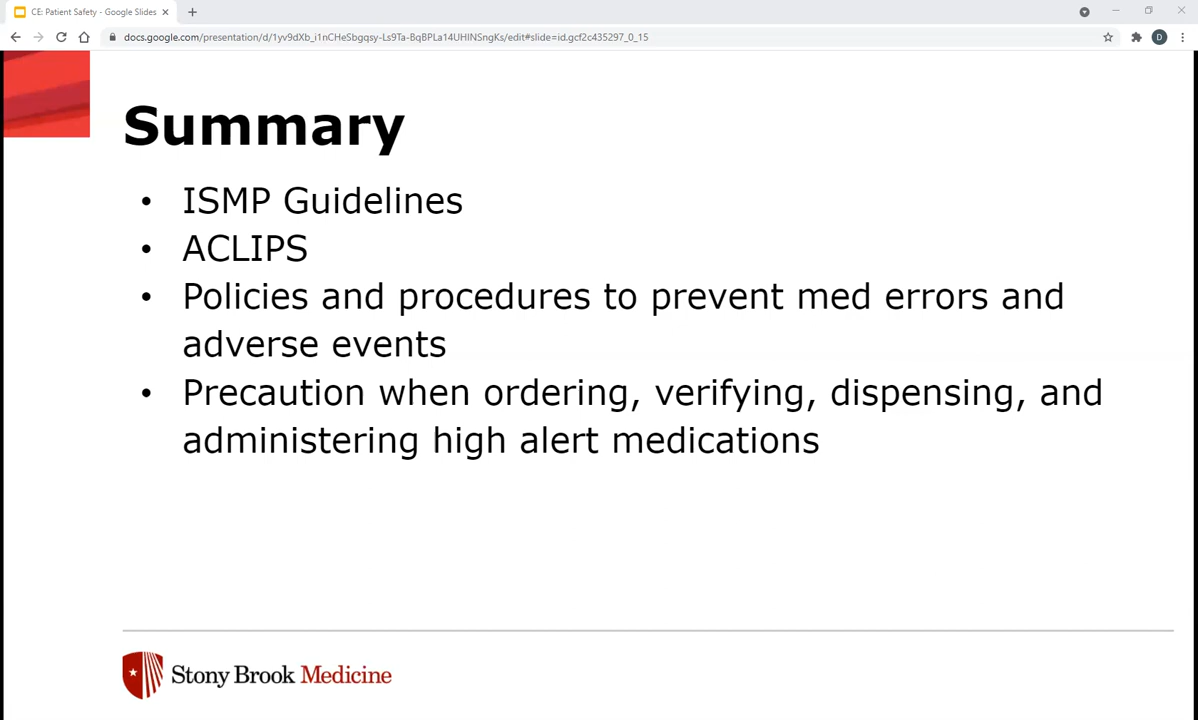 CE: Patient Safety - Google Slides
docs.google.com/presentation/d/1yv9dXb_i1nCHeSbgqsy-Ls9Ta-BqBPLa14UHINSngKs/edit#slide=id.gcf2c435297_0_15
D
Summary
• ISMP Guidelines
• ACLIPS
• Policies and procedures to prevent med errors and
adverse events
• Precaution when ordering, verifying, dispensing, and
administering high alert medications
Stony Brook Medicine